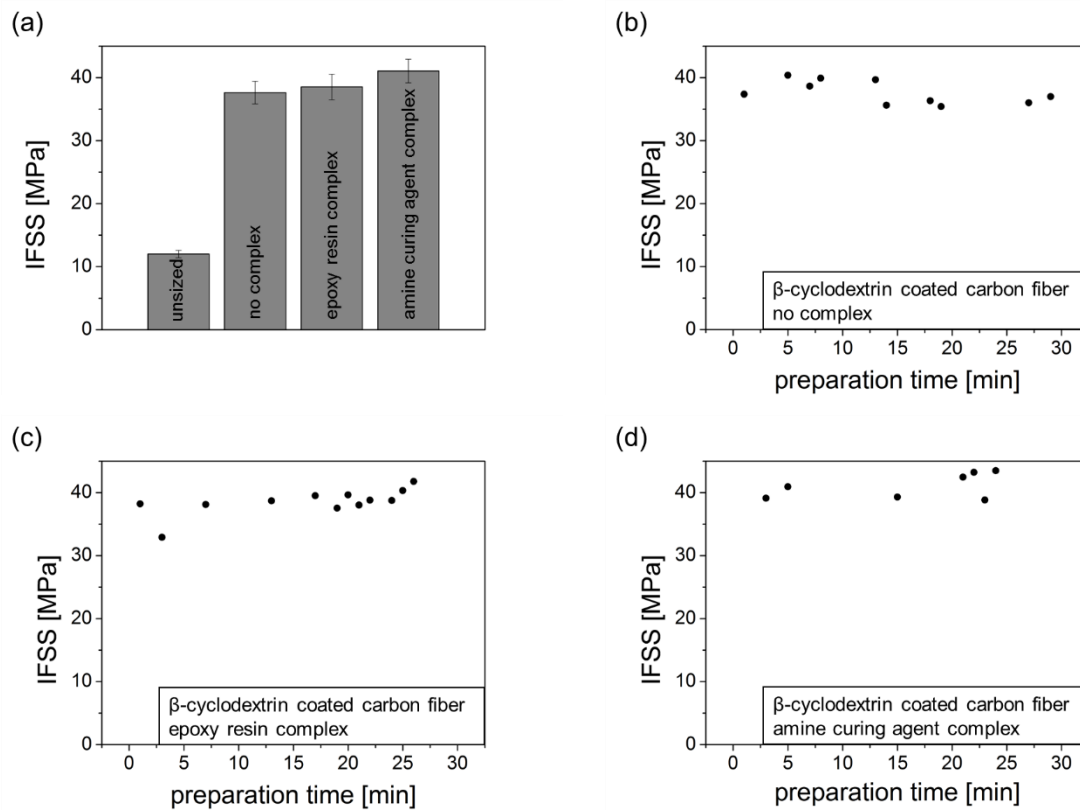 (a)
IFSS [MPa]
40
30
20
10
0
unsized
no complex
epoxy resin complex
amine curing agent complex
(b)
IFSS [MPa]
40
30
20
10
0
β-cyclodextrin coated carbon fiber
no complex
0 5 10 15 20 25 30
preparation time [min]
(c)
IFSS [MPa]
40
30
20
10
0
β-cyclodextrin coated carbon fiber
epoxy resin complex
0 5 10 15 20 25 30
preparation time [min]
(d)
IFSS [MPa]
40
30
20
10
0
β-cyclodextrin coated carbon fiber
amine curing agent complex
0 5 10 15 20 25 30
preparation time [min]